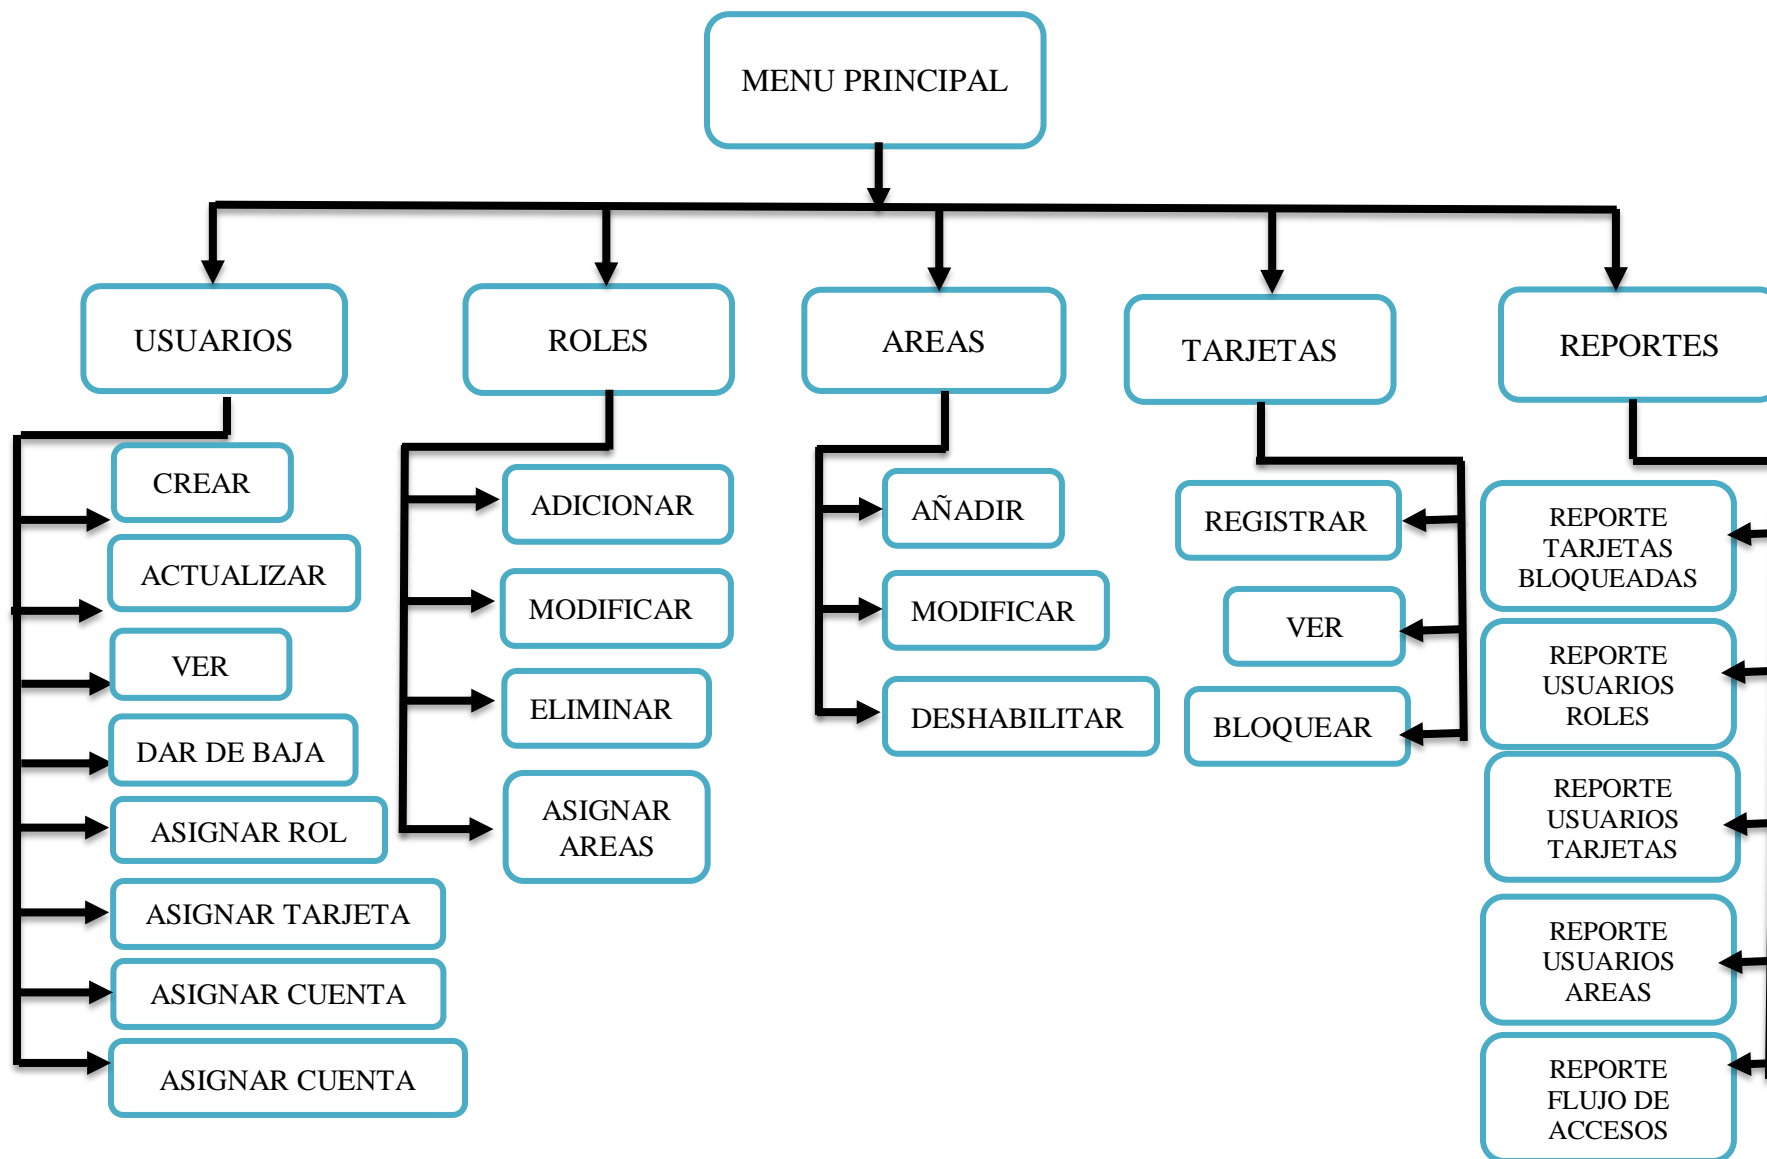 MENU PRINCIPAL
USUARIOS
ROLES
AREAS
TARJETAS
REPORTES
CREAR
ACTUALIZAR
VER
DAR DE BAJA
ASIGNAR ROL
ASIGNAR TARJETA
ASIGNAR CUENTA
ASIGNAR CUENTA
ADICIONAR
MODIFICAR
ELIMINAR
ASIGNAR
AREAS
AÑADIR
MODIFICAR
DESHABILITAR
REGISTRAR
VER
BLOQUEAR
REPORTE
TARJETAS
BLOQUEADAS
REPORTE
USUARIOS
ROLES
REPORTE
USUARIOS
TARJETAS
REPORTE
USUARIOS
AREAS
REPORTE
FLUJO DE
ACCESOS